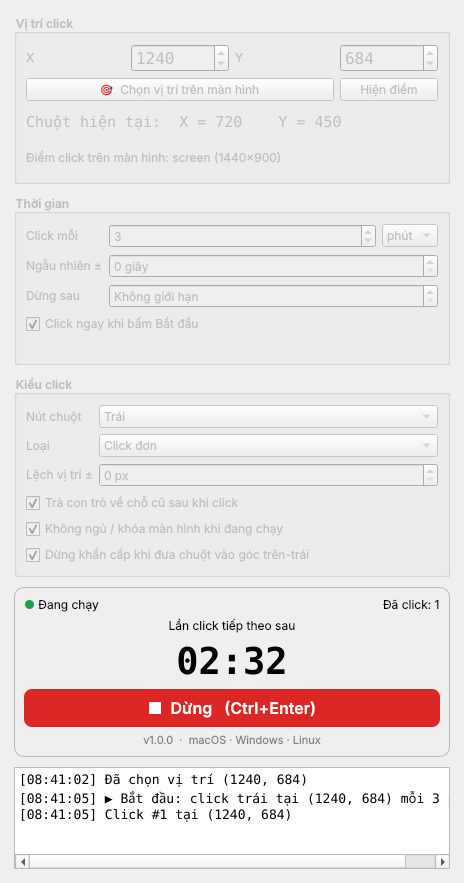 Vị trí click
X 1240 Y 684
🎯 Chọn vị trí trên màn hình Hiện điểm
Chuột hiện tại: X = 720 Y = 450
Điểm click trên màn hình: screen (1440×900)
Thời gian
Click mỗi 3 phút
Ngẫu nhiên ± 0 giây
Dừng sau Không giới hạn
Click ngay khi bấm Bắt đầu
Kiểu click
Nút chuột Trái
Loại Click đơn
Lệch vị trí ± 0 px
Trả con trỏ về chỗ cũ sau khi click
Không ngủ / khóa màn hình khi đang chạy
Dừng khẩn cấp khi đưa chuột vào góc trên-trái
Đang chạy Đã click: 1
Lần click tiếp theo sau
02:32
Dừng (Ctrl+Enter)
v1.0.0 · macOS · Windows · Linux
[08:41:02] Đã chọn vị trí (1240, 684)
[08:41:05] ▶ Bắt đầu: click trái tại (1240, 684) mỗi 3
[08:41:05] Click #1 tại (1240, 684)